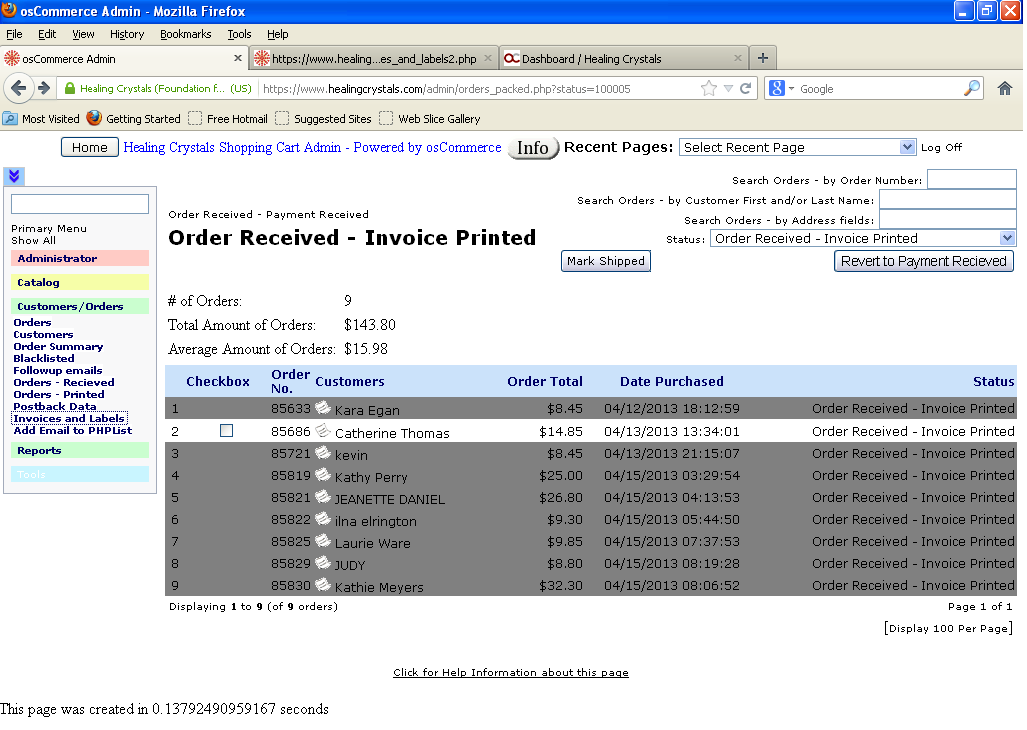 osCommerce Admin - Mozilla Firefox
File Edit View History Bookmarks Tools Help
osCommerce Admin
https://www.healing...es_and_labels2.php
Dashboard / Healing Crystals
Healing Crystals (Foundation f... (US)
https://www.healingcrystals.com/admin/orders_packed.php?status=100005
Google
Most Visited Getting Started Free Hotmail Suggested Sites Web Slice Gallery
Home Healing Crystals Shopping Cart Admin - Powered by osCommerce Info Recent Pages: Select Recent Page Log Off
Search Orders - by Order Number:
Search Orders - by Customer First and/or Last Name:
Search Orders - by Address fields:
Status: Order Received - Invoice Printed
Order Received - Payment Received
Order Received - Invoice Printed
Mark Shipped Revert to Payment Recieved
Primary Menu
Show All
Administrator
Catalog
Customers/Orders
Orders
Customers
Order Summary
Blacklisted
Followup emails
Orders - Recieved
Orders - Printed
Postback Data
Invoices and Labels
Add Email to PHPList
Reports
Tools
# of Orders: 9
Total Amount of Orders: $143.80
Average Amount of Orders: $15.98
Checkbox Order No. Customers Order Total Date Purchased Status
1 85633 Kara Egan $8.45 04/12/2013 18:12:59 Order Received - Invoice Printed
2 85686 Catherine Thomas $14.85 04/13/2013 13:34:01 Order Received - Invoice Printed
3 85721 kevin $8.45 04/13/2013 21:15:07 Order Received - Invoice Printed
4 85819 Kathy Perry $25.00 04/15/2013 03:29:54 Order Received - Invoice Printed
5 85821 JEANETTE DANIEL $26.80 04/15/2013 04:13:53 Order Received - Invoice Printed
6 85822 ilna elrington $9.30 04/15/2013 05:44:50 Order Received - Invoice Printed
7 85825 Laurie Ware $9.85 04/15/2013 07:37:53 Order Received - Invoice Printed
8 85829 JUDY $8.80 04/15/2013 08:19:28 Order Received - Invoice Printed
9 85830 Kathie Meyers $32.30 04/15/2013 08:06:52 Order Received - Invoice Printed
Displaying 1 to 9 (of 9 orders) Page 1 of 1
[Display 100 Per Page]
Click for Help Information about this page
This page was created in 0.13792490959167 seconds